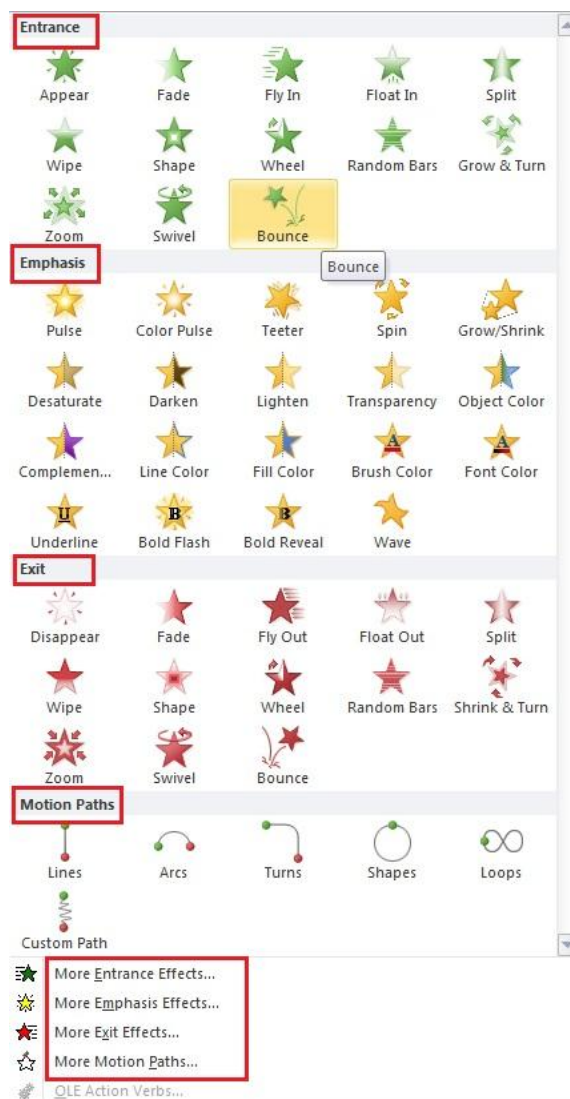 Entrance
Appear Fade Fly In Float In Split
Wipe Shape Wheel Random Bars Grow & Turn
Zoom Swivel Bounce
Emphasis Bounce
Pulse Color Pulse Teeter Spin Grow/Shrink
Desaturate Darken Lighten Transparency Object Color
Complemen... Line Color Fill Color Brush Color Font Color
Underline Bold Flash Bold Reveal Wave
Exit
Disappear Fade Fly Out Float Out Split
Wipe Shape Wheel Random Bars Shrink & Turn
Zoom Swivel Bounce
Motion Paths
Lines Arcs Turns Shapes Loops
Custom Path
More Entrance Effects...
More Emphasis Effects...
More Exit Effects...
More Motion Paths...
OLE Action Verbs...